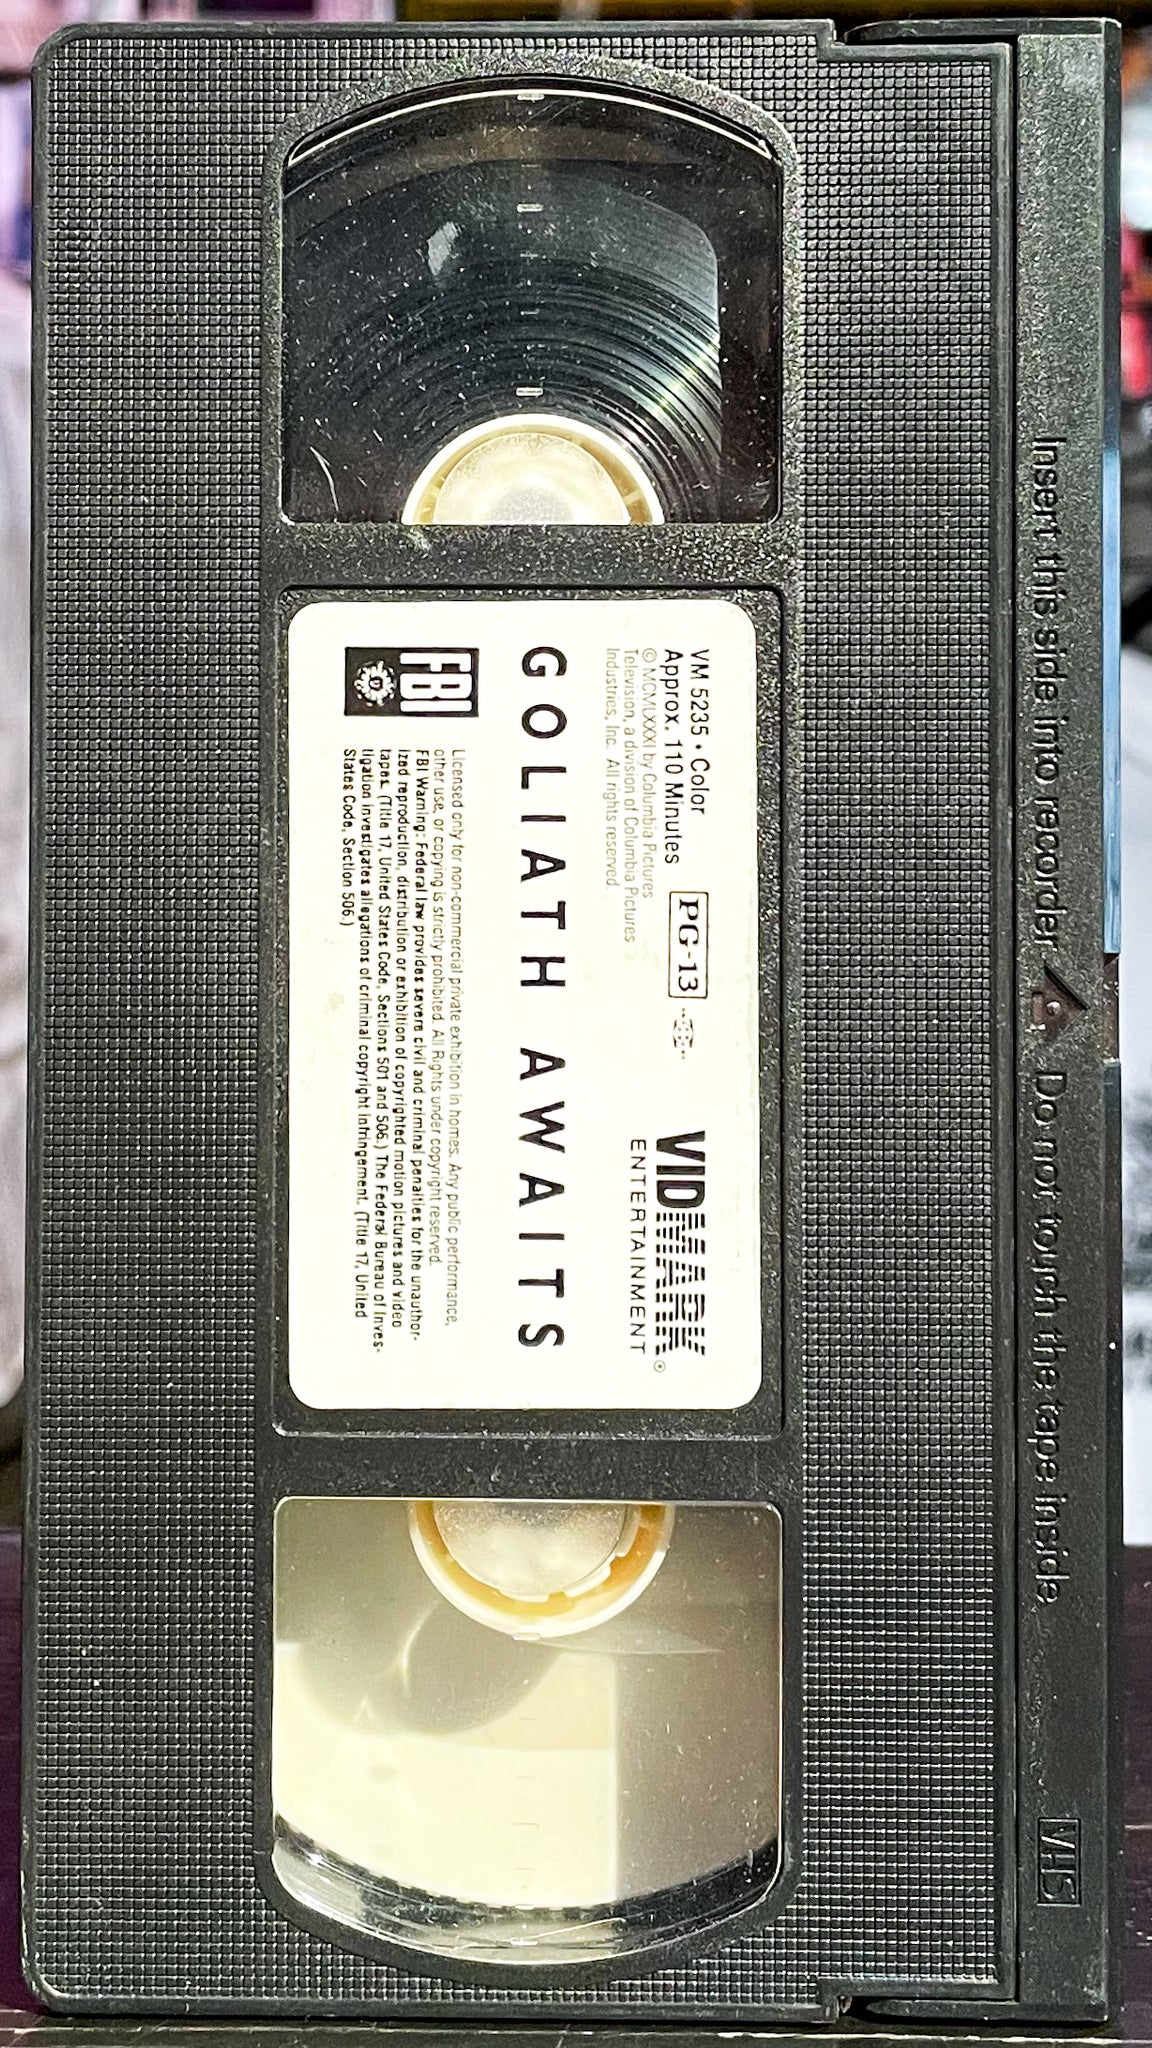 Insert this side into recorder Do not touch the tape inside
VHS
VM 5235 • Color
Approx. 110 Minutes
PG-13
© MCMLXXXI by Columbia Pictures
Television, a division of Columbia Pictures
Industries, Inc. All rights reserved.
VIDMARK
ENTERTAINMENT
GOLIATH AWAITS
FBI
Licensed only for non-commercial private exhibition in homes. Any public performance,
other use, or copying is strictly prohibited. All Rights under copyright reserved.
FBI Warning: Federal law provides severe civil and criminal penalties for the unauthor-
ized reproduction, distribution or exhibition of copyrighted motion pictures and video
tapes. (Title 17, United States Code, Sections 501 and 506.) The Federal Bureau of Inves-
tigation investigates allegations of criminal copyright infringement. (Title 17, United
States Code, Section 506.)